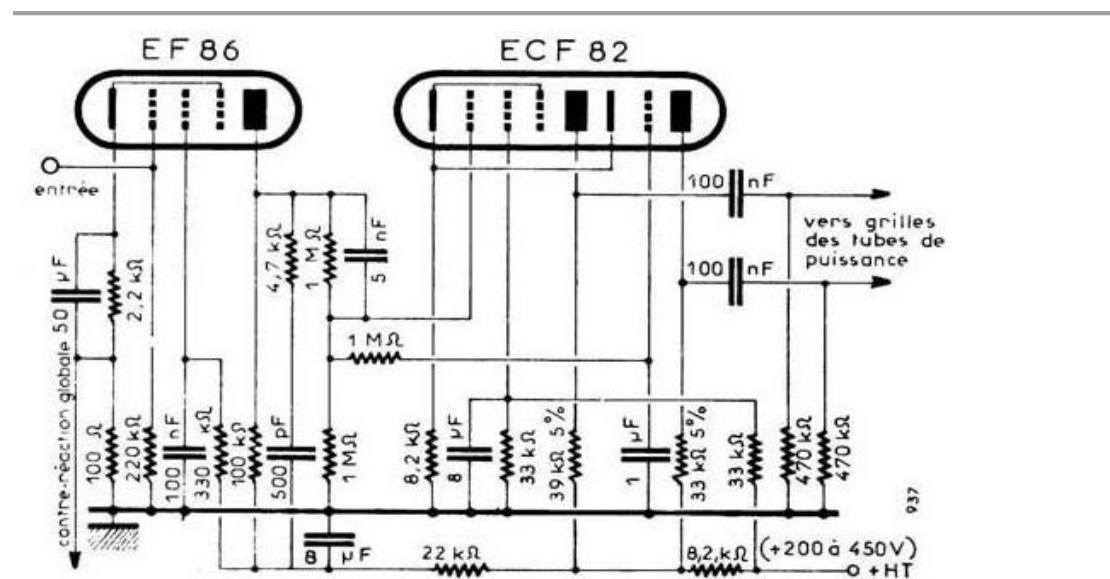 EF 86
ECF 82
entrée
100 nF
vers grilles
des tubes de
puissance
100 nF
50 µF
2,2 kΩ
4,7 kΩ
1 MΩ
5 nF
1 MΩ
contre-réaction globale
100 Ω
220 kΩ
100 nF
330 kΩ
100 kΩ
500 pF
1 MΩ
8,2 kΩ
8 µF
33 kΩ
39 kΩ 5%
1 µF
33 kΩ 5%
33 kΩ
470 kΩ
470 kΩ
937
8 µF
22 kΩ
8,2, kΩ
(+200 à 450V)
+HT